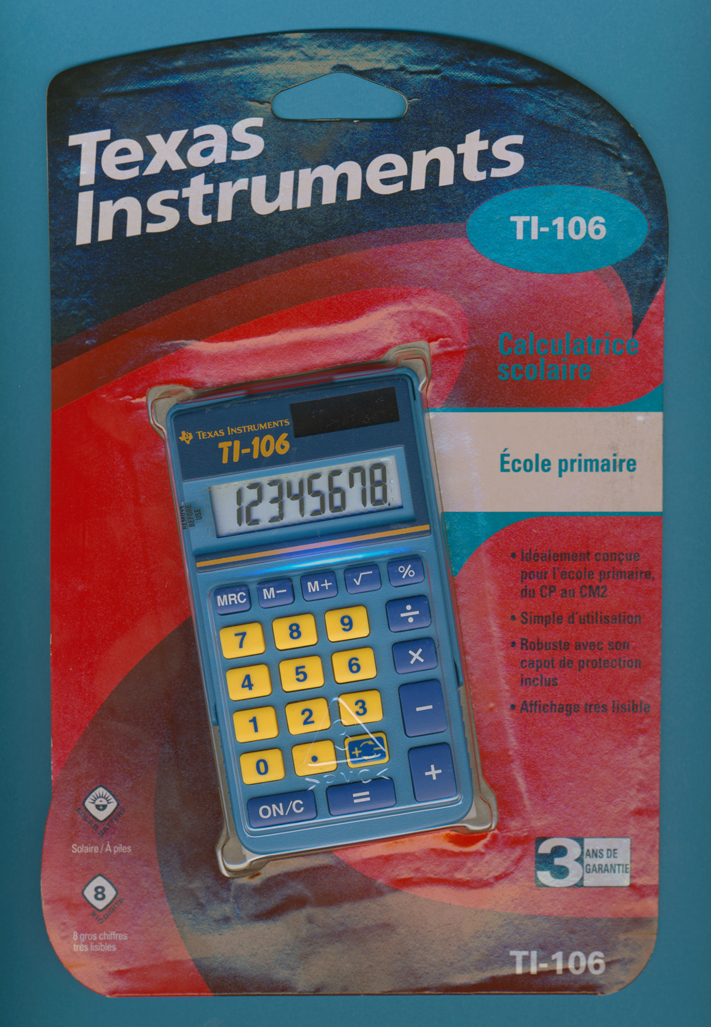 Texas
Instruments
TI-106
Calculatrice
scolaire
École primaire
TEXAS INSTRUMENTS
TI-106
12345678
REMOVE
BEFORE
USE
• Idéalement conçue
pour l'école primaire,
du CP au CM2
• Simple d'utilisation
• Robuste avec son
capot de protection
inclus
• Affichage très lisible
MRC M− M+ √ %
7 8 9 ÷
4 5 6 ×
1 2 3 −
0 • +⇄− +
ON/C =
Solaire / À piles
8
8 gros chiffres
très lisibles
3 ANS DE
GARANTIE
TI-106